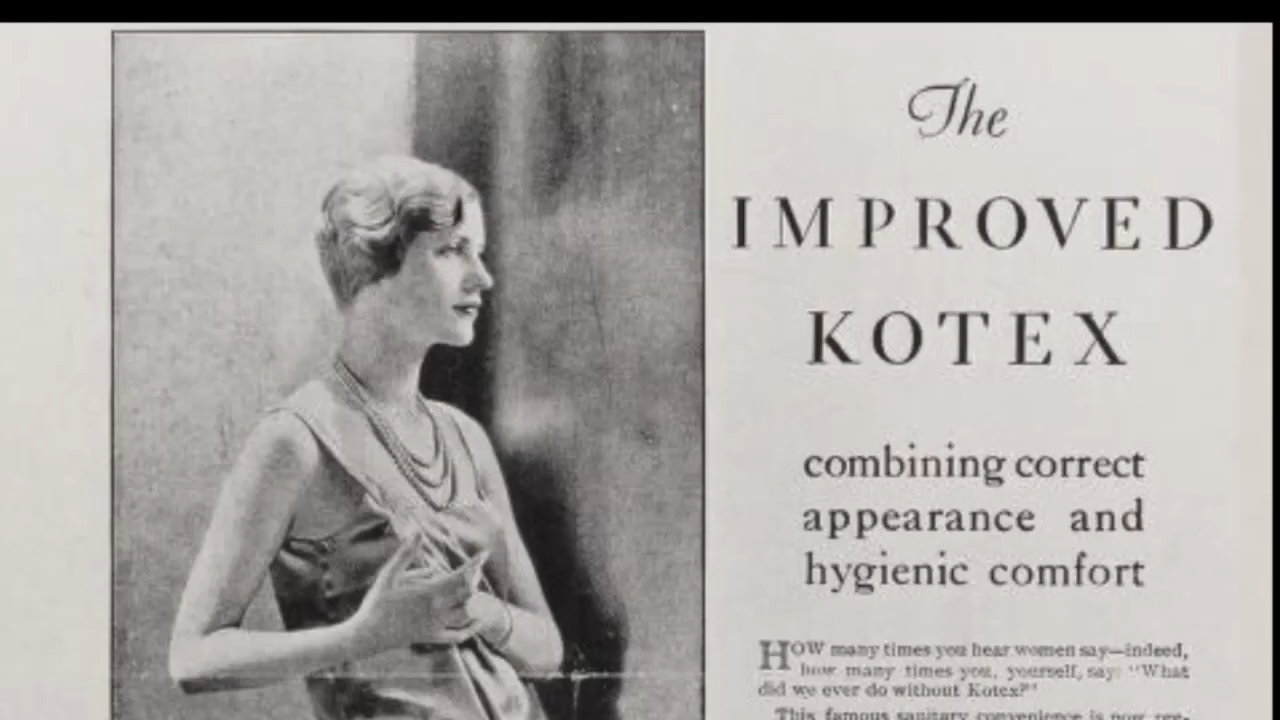 The
IMPROVED
KOTEX
combining correct
appearance and
hygienic comfort
HOW many times you hear women say—indeed,
how many times you, yourself, say: "What
did we ever do without Kotex?"
This famous sanitary convenience is now